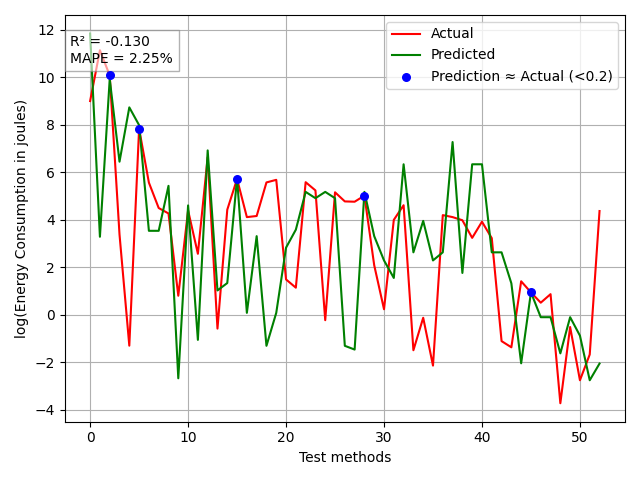 R² = -0.130
MAPE = 2.25%
Actual
Predicted
Prediction ≈ Actual (<0.2)
12
10
8
6
4
2
0
−2
−4
log(Energy Consumption in joules)
0 10 20 30 40 50
Test methods